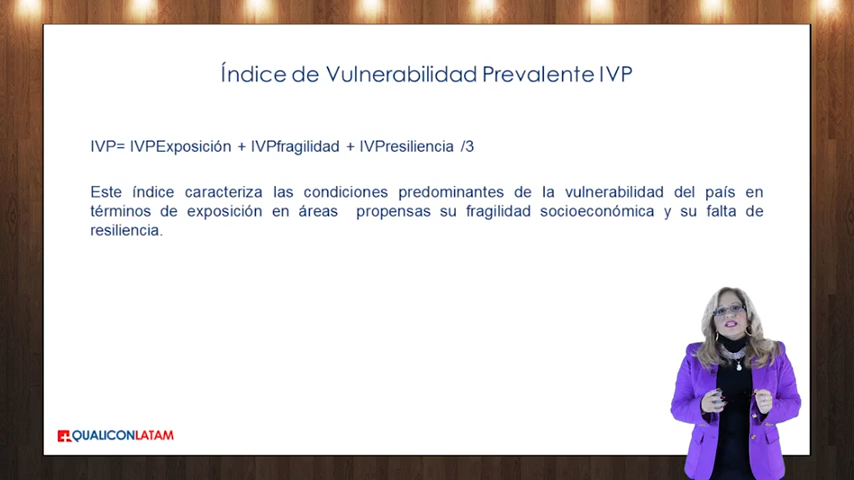 Índice de Vulnerabilidad Prevalente IVP
IVP= IVPExposición + IVPfragilidad + IVPresiliencia /3
Este índice caracteriza las condiciones predominantes de la vulnerabilidad del país en
términos de exposición en áreas propensas su fragilidad socioeconómica y su falta de
resiliencia.
QUALICONLATAM